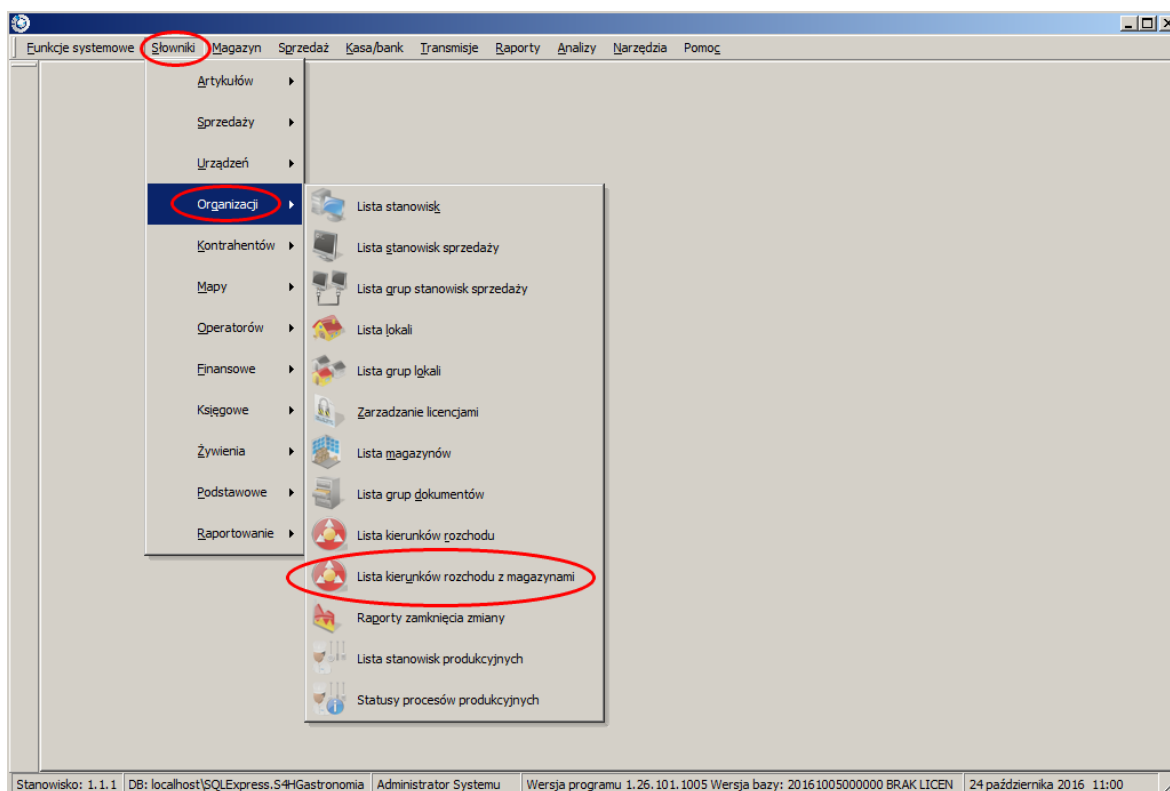 Funkcje systemowe Słowniki Magazyn Sprzedaż Kasa/bank Transmisje Raporty Analizy Narzędzia Pomoc
Artykułów
Sprzedaży
Urządzeń
Organizacji
Kontrahentów
Mapy
Operatorów
Finansowe
Księgowe
Żywienia
Podstawowe
Raportowanie
Lista stanowisk
Lista stanowisk sprzedaży
Lista grup stanowisk sprzedaży
Lista lokali
Lista grup lokali
Zarzadzanie licencjami
Lista magazynów
Lista grup dokumentów
Lista kierunków rozchodu
Lista kierunków rozchodu z magazynami
Raporty zamknięcia zmiany
Lista stanowisk produkcyjnych
Statusy procesów produkcyjnych
Stanowisko: 1.1.1 DB: localhost\SQLExpress.S4HGastronomia Administrator Systemu Wersja programu 1.26.101.1005 Wersja bazy: 20161005000000 BRAK LICEN 24 października 2016 11:00